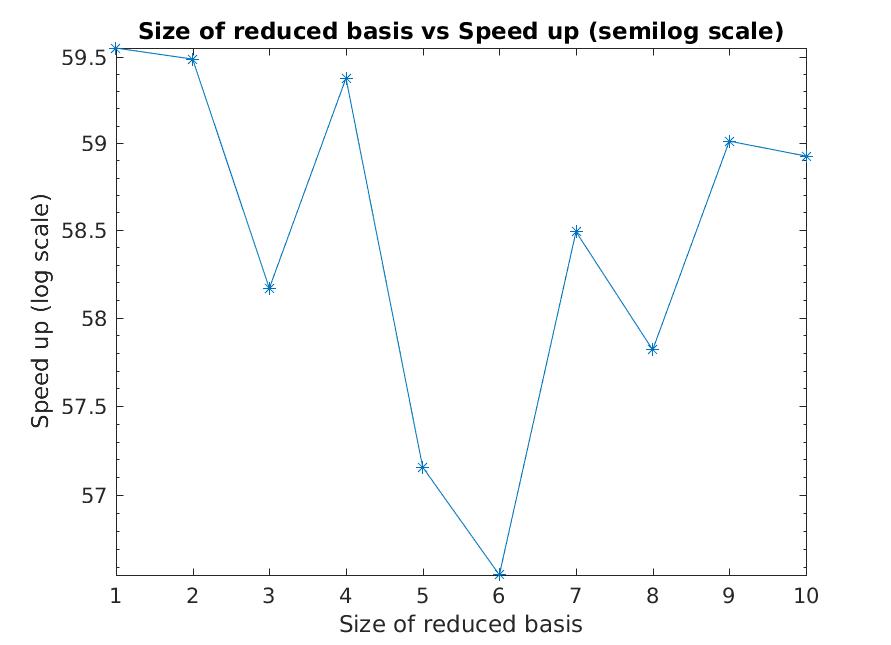 Size of reduced basis vs Speed up (semilog scale)
59.5
59
58.5
58
57.5
57
Speed up (log scale)
1 2 3 4 5 6 7 8 9 10
Size of reduced basis